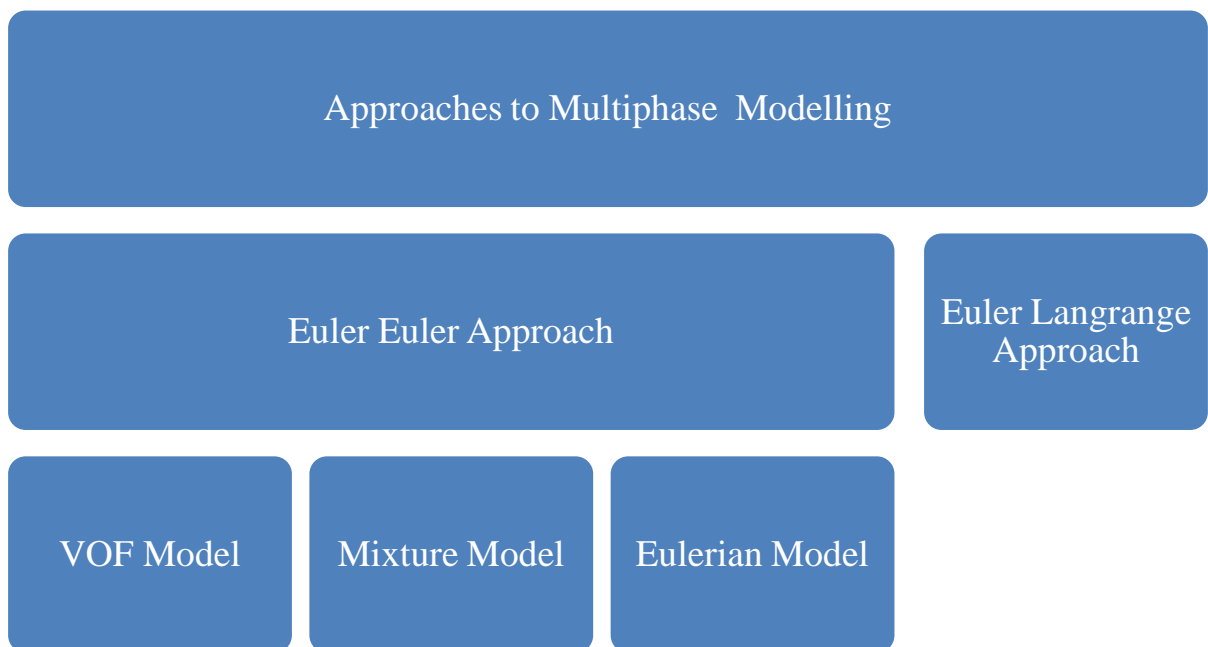 Approaches to Multiphase Modelling
Euler Euler Approach
Euler Langrange
Approach
VOF Model
Mixture Model
Eulerian Model